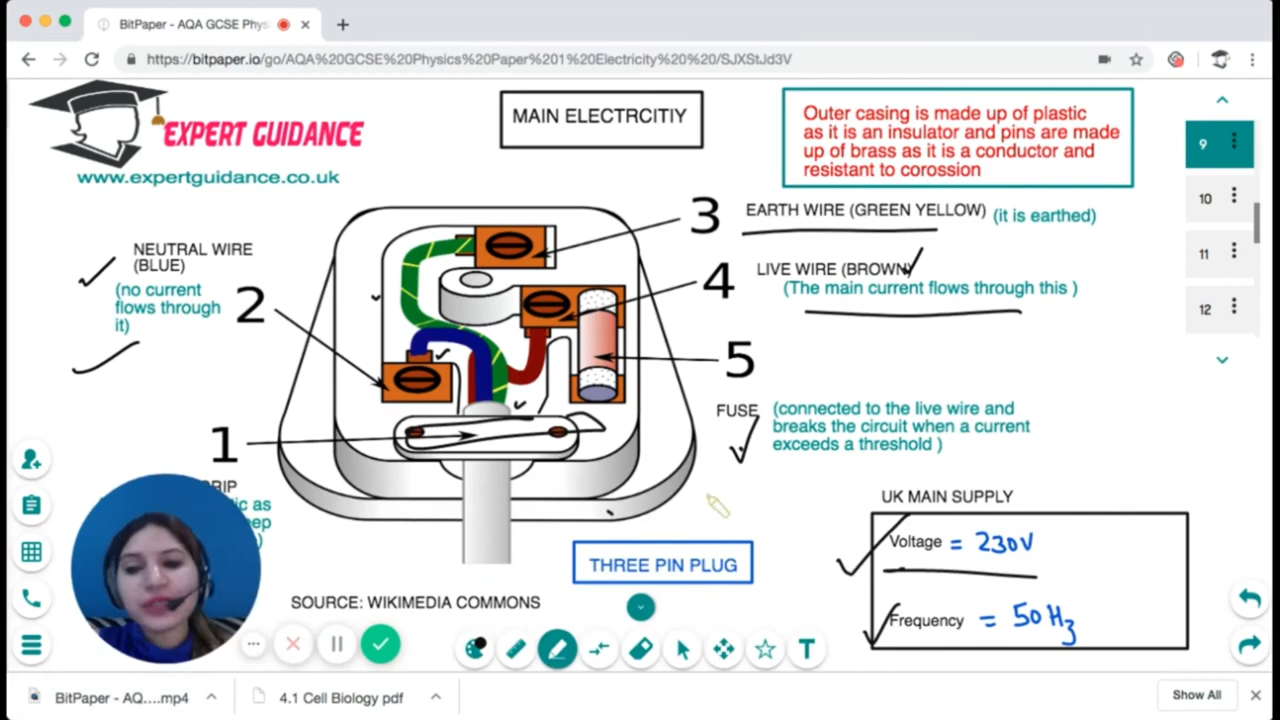 BitPaper - AQA GCSE Phys
https://bitpaper.io/go/AQA%20GCSE%20Physics%20Paper%201%20Electricity%20%20/SJXStJd3V
EXPERT GUIDANCE
www.expertguidance.co.uk
MAIN ELECTRCITIY
Outer casing is made up of plastic
as it is an insulator and pins are made
up of brass as it is a conductor and
resistant to corossion
9
10
11
12
3
EARTH WIRE (GREEN YELLOW) (it is earthed)
NEUTRAL WIRE
(BLUE)
(no current
flows through
it)
2
4
LIVE WIRE (BROWN)
(The main current flows through this )
5
FUSE
(connected to the live wire and
breaks the circuit when a current
exceeds a threshold )
1
UK MAIN SUPPLY
Voltage = 230V
Frequency = 50Hz
THREE PIN PLUG
SOURCE: WIKIMEDIA COMMONS
T
BitPaper - AQ....mp4
4.1 Cell Biology pdf
Show All